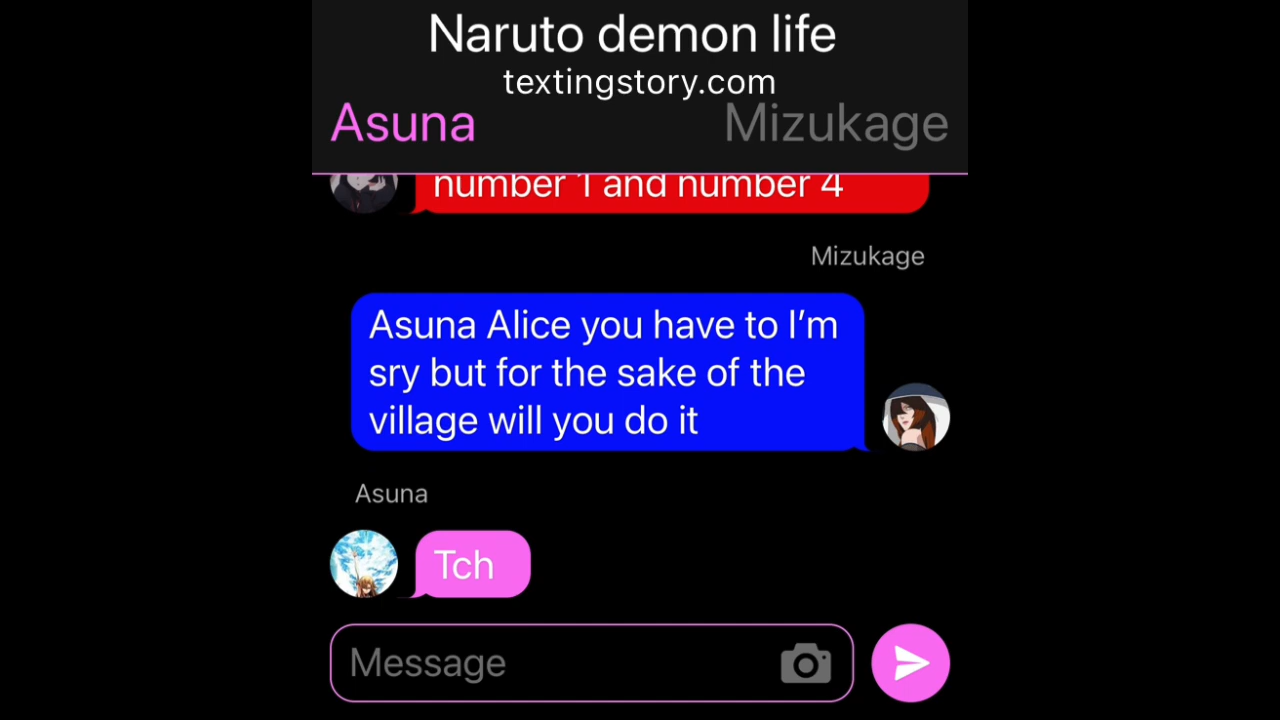 Naruto demon life
textingstory.com
Asuna Mizukage
number 1 and number 4
Mizukage
Asuna Alice you have to I’m
sry but for the sake of the
village will you do it
Asuna
Tch
Message